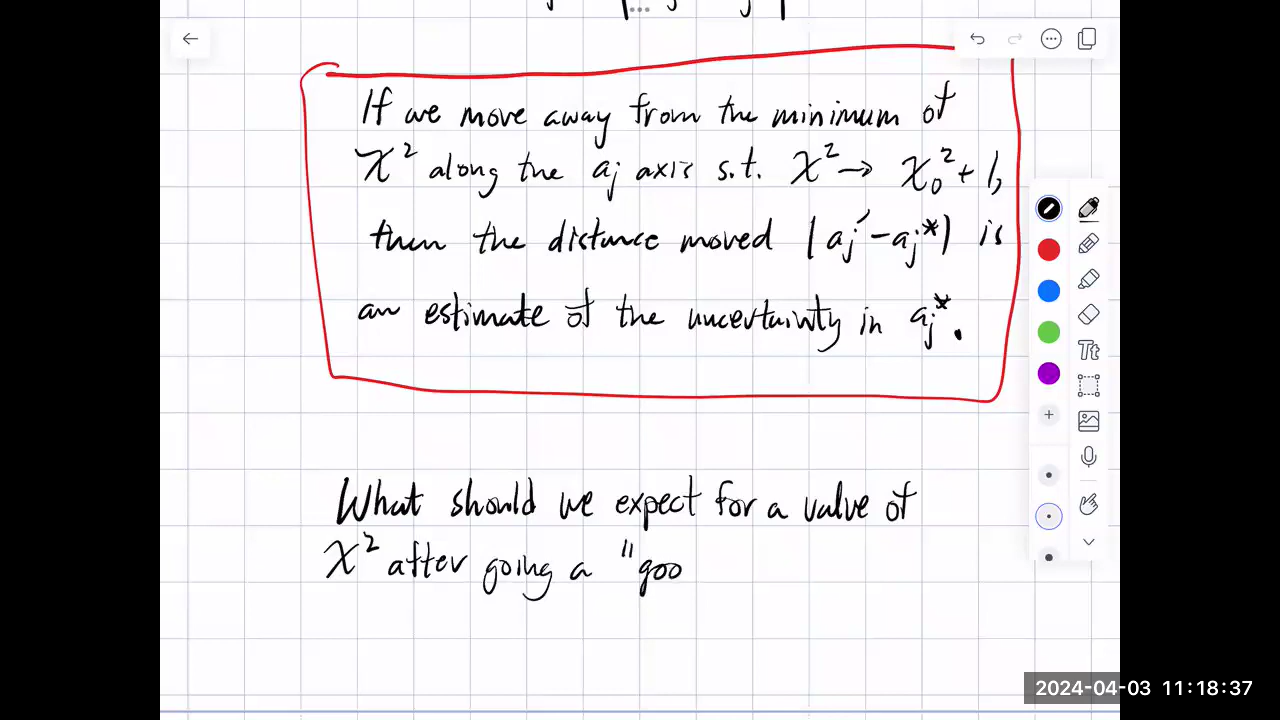 If we move away from the minimum of
χ² along the aj axis s.t. χ² → χ₀² + 1,
then the distance moved |aj' - aj*| is
an estimate of the uncertainty in aj*.
What should we expect for a value of
χ² after going a "goo
Tt
2024-04-03 11:18:37